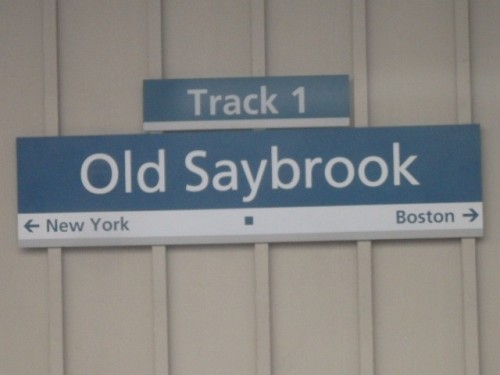 Track 1
Old Saybrook
← New York ▪ Boston →